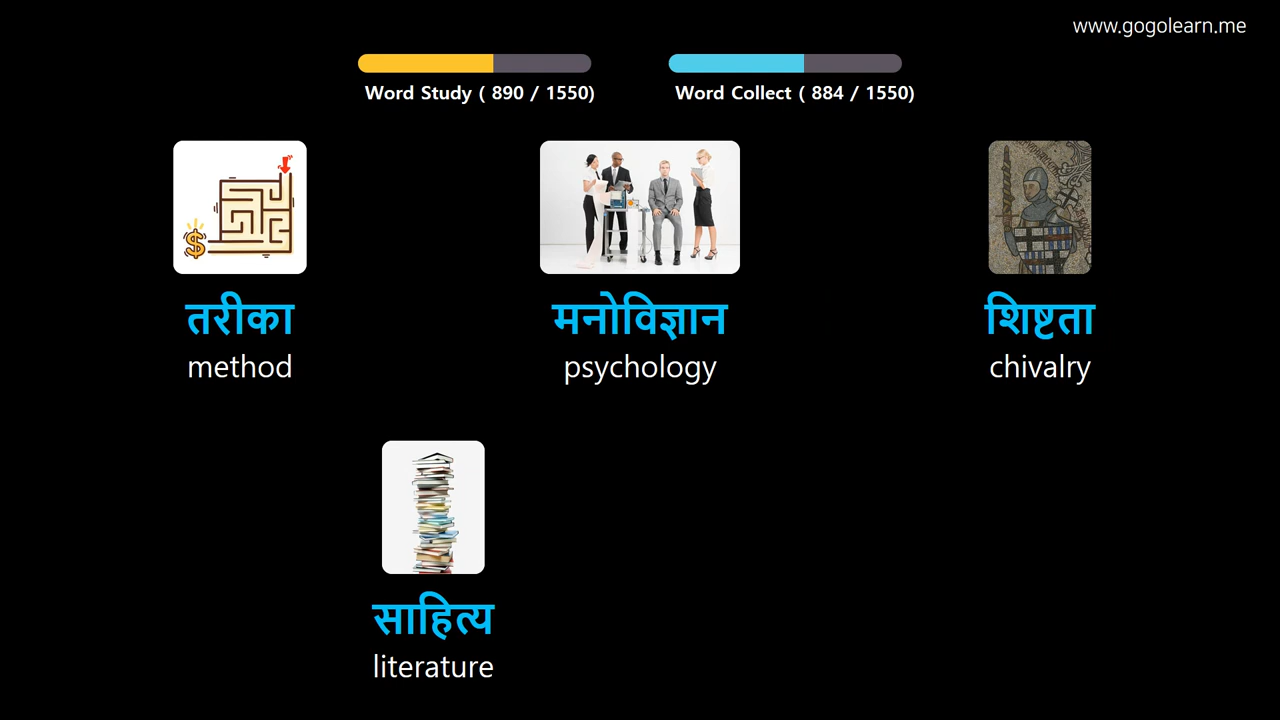 www.gogolearn.me
Word Study ( 890 / 1550)
Word Collect ( 884 / 1550)
तरीका
method
मनोविज्ञान
psychology
शिष्टता
chivalry
साहित्य
literature